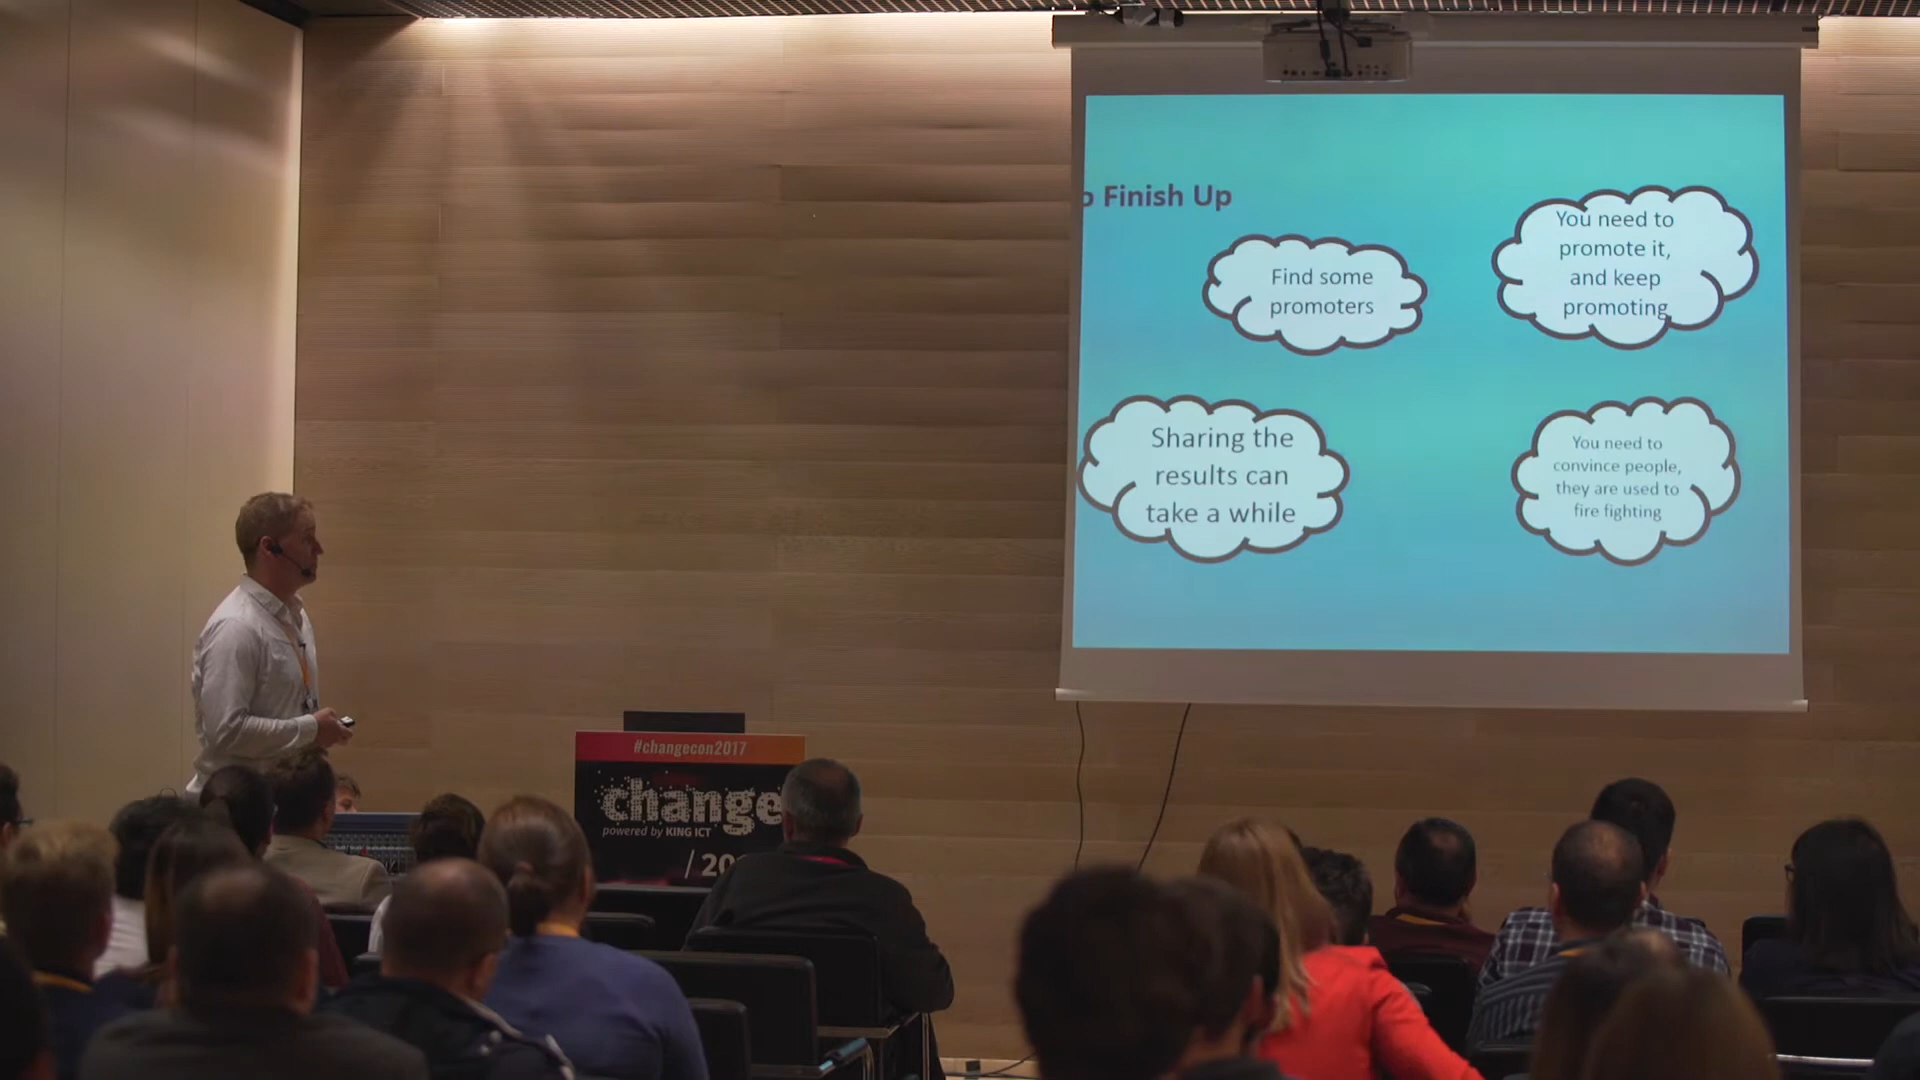 Finish Up
Find some
promoters
You need to
promote it,
and keep
promoting
Sharing the
results can
take a while
You need to
convince people,
they are used to
fire fighting
#changecon2017
change
powered by KING ICT
/ 20